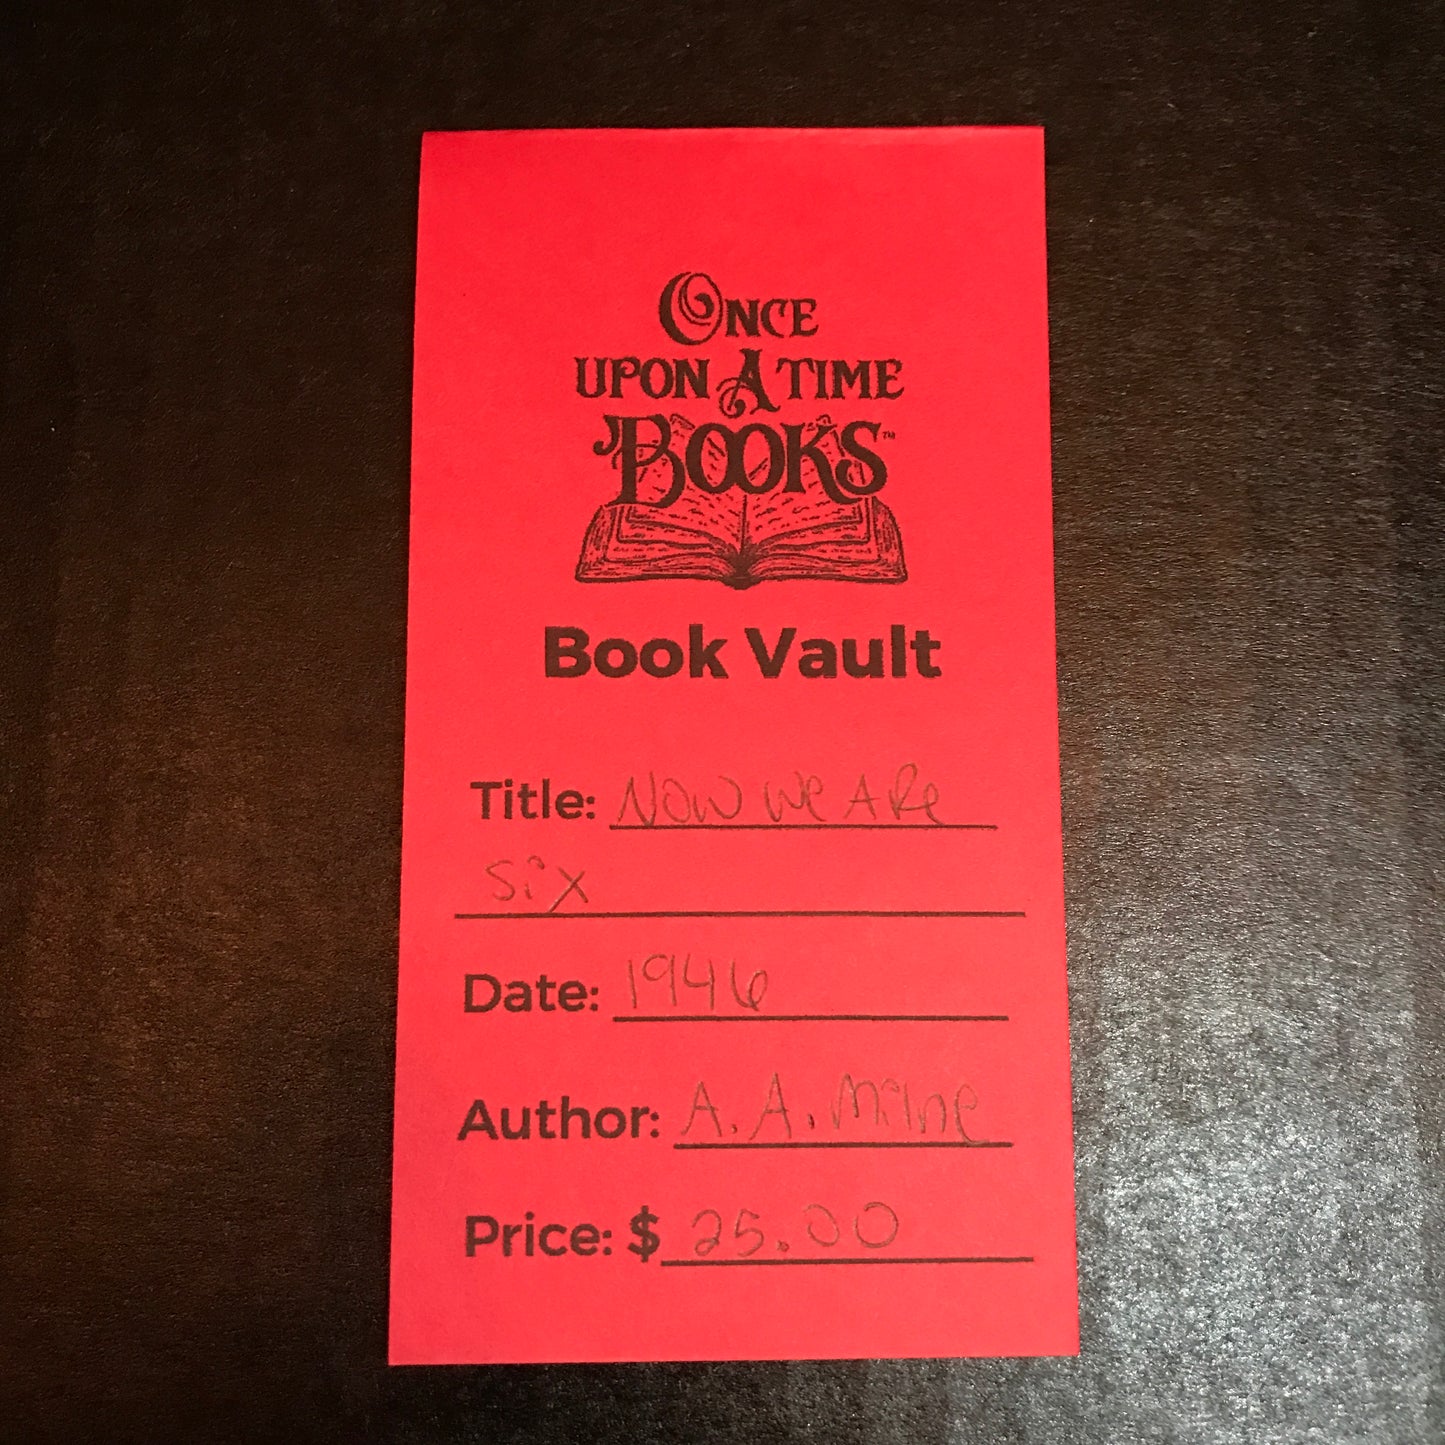 Once
upon A time
Books™
Book Vault
Title: Now We Are
Six
Date: 1946
Author: A. A. Milne
Price: $ 25.00